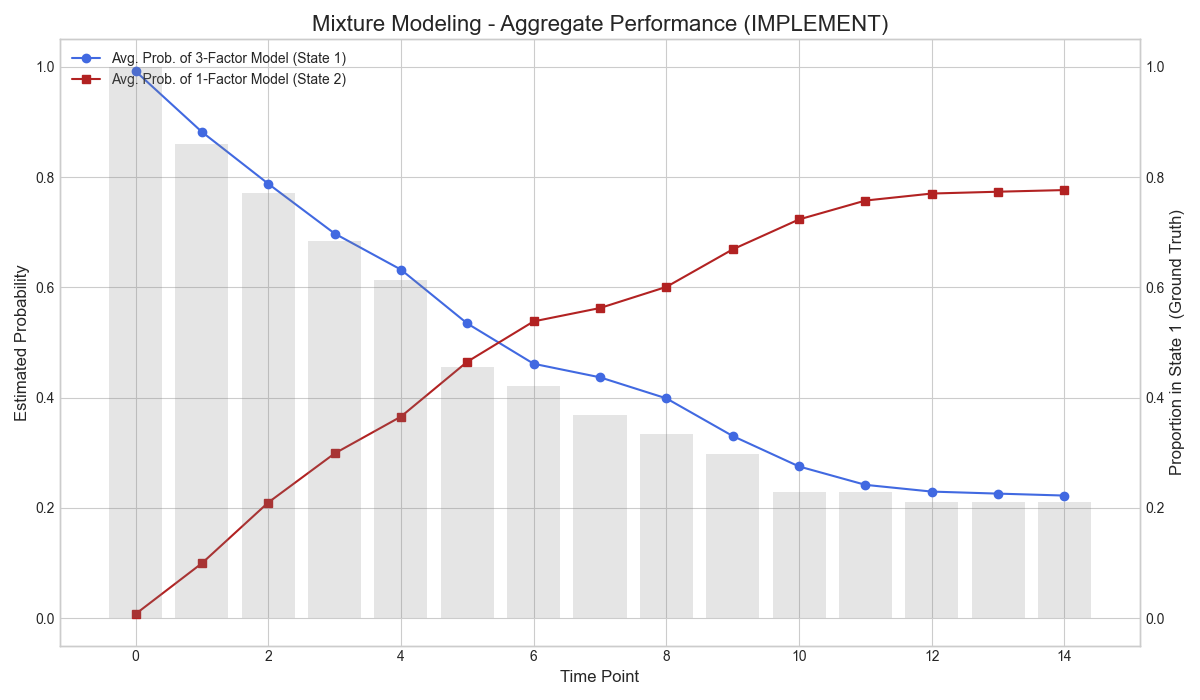 Mixture Modeling - Aggregate Performance (IMPLEMENT)
Avg. Prob. of 3-Factor Model (State 1)
Avg. Prob. of 1-Factor Model (State 2)
Estimated Probability
1.0
0.8
0.6
0.4
0.2
0.0
1.0
0.8
0.6
0.4
0.2
0.0
Proportion in State 1 (Ground Truth)
0 2 4 6 8 10 12 14
Time Point